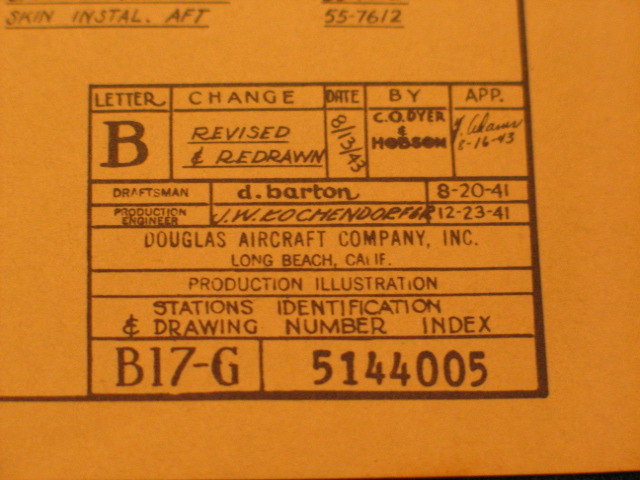 SKIN INSTAL. AFT 55-7612
LETTER CHANGE DATE BY APP.
B REVISED & REDRAWN 8/13/43 C.O. DYER & HOBSON 8-16-43
DRAFTSMAN d. barton 8-20-41
PRODUCTION ENGINEER J.W. KOCHENDORFER 12-23-41
DOUGLAS AIRCRAFT COMPANY, INC.
LONG BEACH, CALIF.
PRODUCTION ILLUSTRATION
STATIONS IDENTIFICATION
& DRAWING NUMBER INDEX
B17-G 5144005